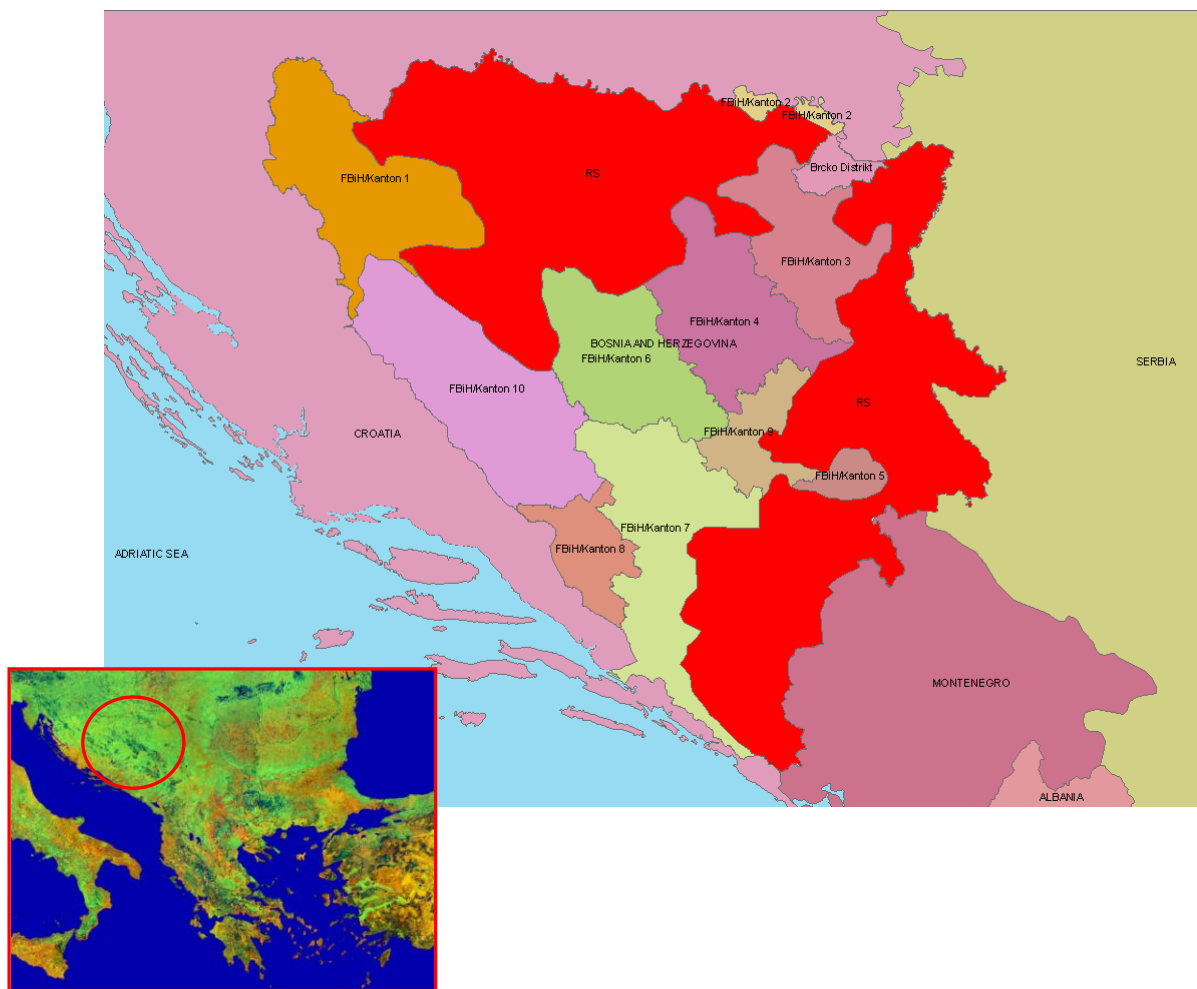 FBiH/Kanton 2
FBiH/Kanton 2
Brcko Distrikt
RS
FBiH/Kanton 1
FBiH/Kanton 3
FBiH/Kanton 4
BOSNIA AND HERZEGOVINA
FBiH/Kanton 6
SERBIA
FBiH/Kanton 10
RS
CROATIA
FBiH/Kanton 9
FBiH/Kanton 5
FBiH/Kanton 7
FBiH/Kanton 8
ADRIATIC SEA
MONTENEGRO
ALBANIA